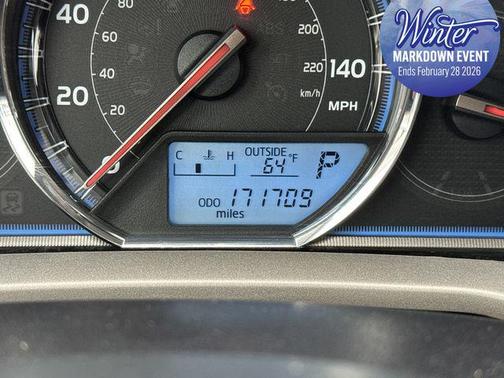 Winter
MARKDOWN EVENT
Ends February 28 2026
80
60
40
20
0
20
200
220
140
km/h
MPH
C H OUTSIDE
64 °F P
ODO 171709
miles